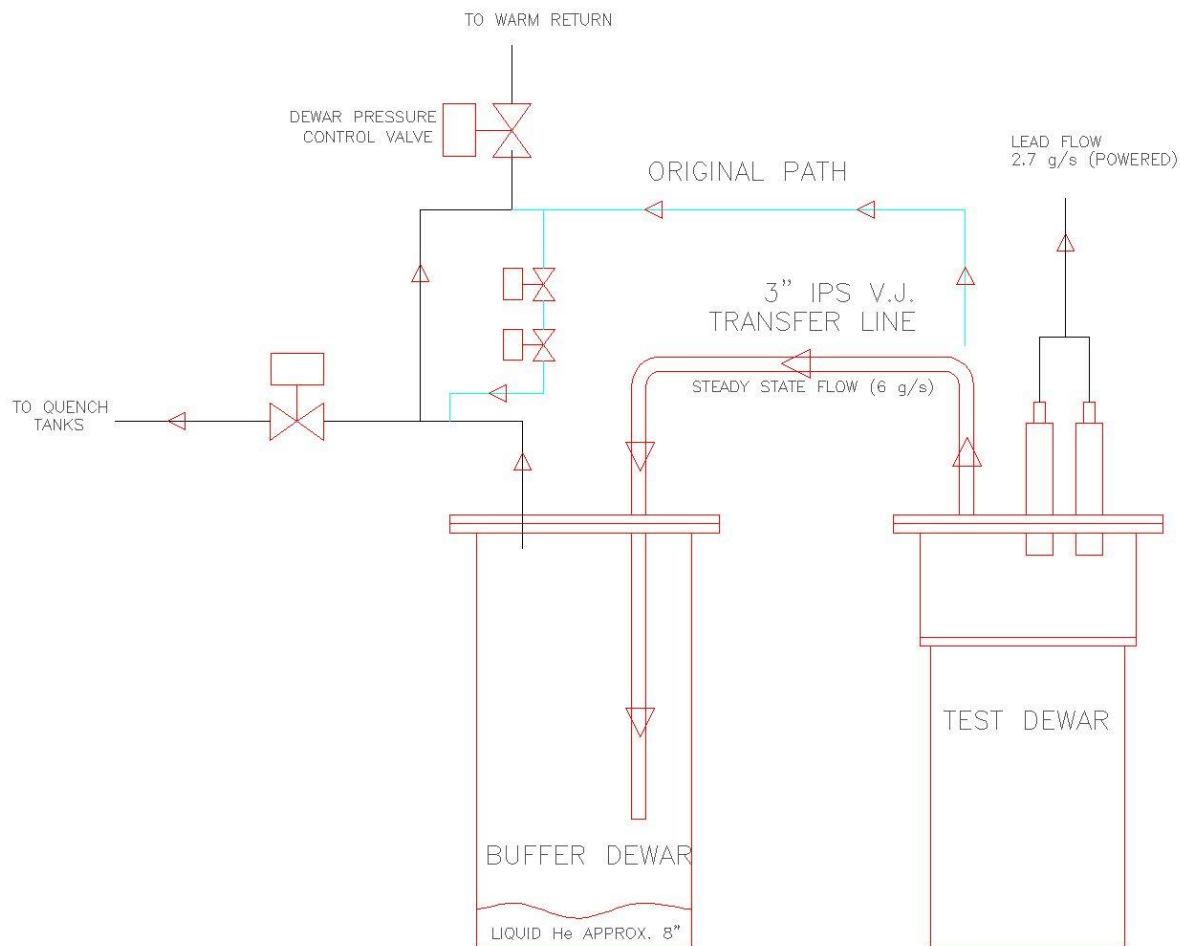 TO WARM RETURN
DEWAR PRESSURE
CONTROL VALVE
LEAD FLOW
2.7 g/s (POWERED)
ORIGINAL PATH
3" IPS V.J.
TRANSFER LINE
STEADY STATE FLOW (6 g/s)
TO QUENCH
TANKS
TEST DEWAR
BUFFER DEWAR
LIQUID He APPROX. 8"